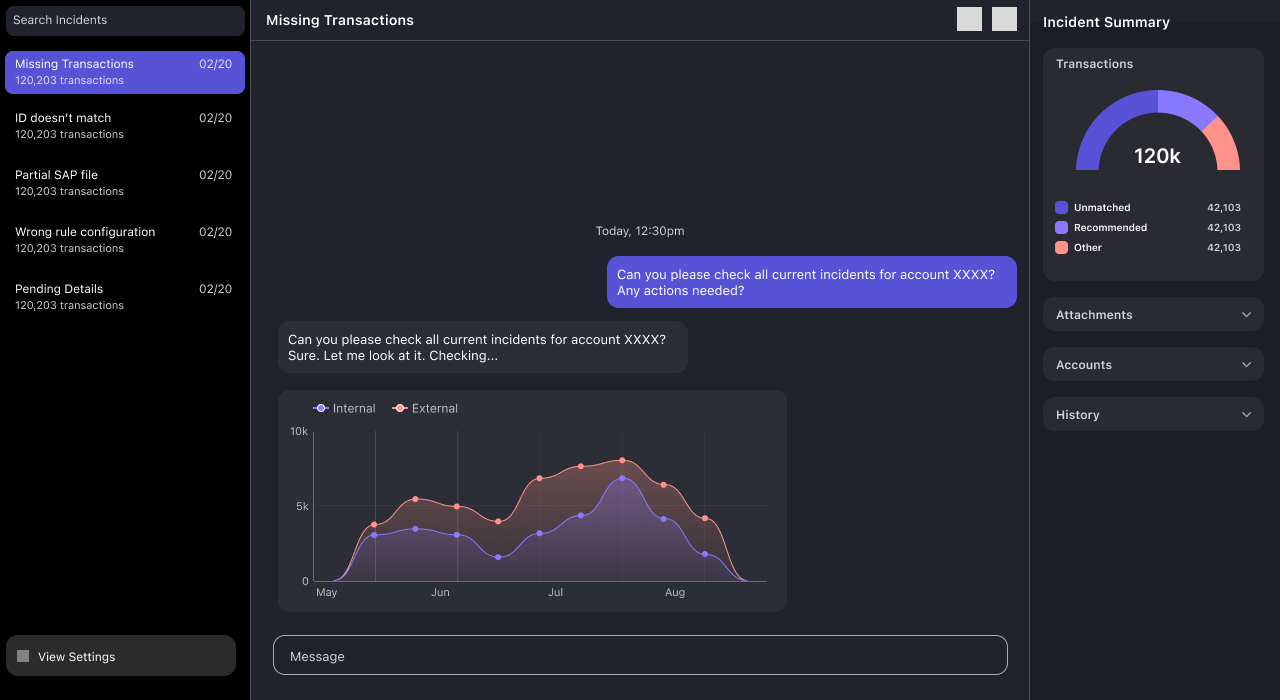 Search Incidents
Missing Transactions 02/20
120,203 transactions
ID doesn’t match 02/20
120,203 transactions
Partial SAP file 02/20
120,203 transactions
Wrong rule configuration 02/20
120,203 transactions
Pending Details 02/20
120,203 transactions
View Settings
Missing Transactions
Today, 12:30pm
Can you please check all current incidents for account XXXX?
Any actions needed?
Can you please check all current incidents for account XXXX?
Sure. Let me look at it. Checking...
Internal External
10k
5k
0
May Jun Jul Aug
Message
Incident Summary
Transactions
120k
Unmatched 42,103
Recommended 42,103
Other 42,103
Attachments
Accounts
History